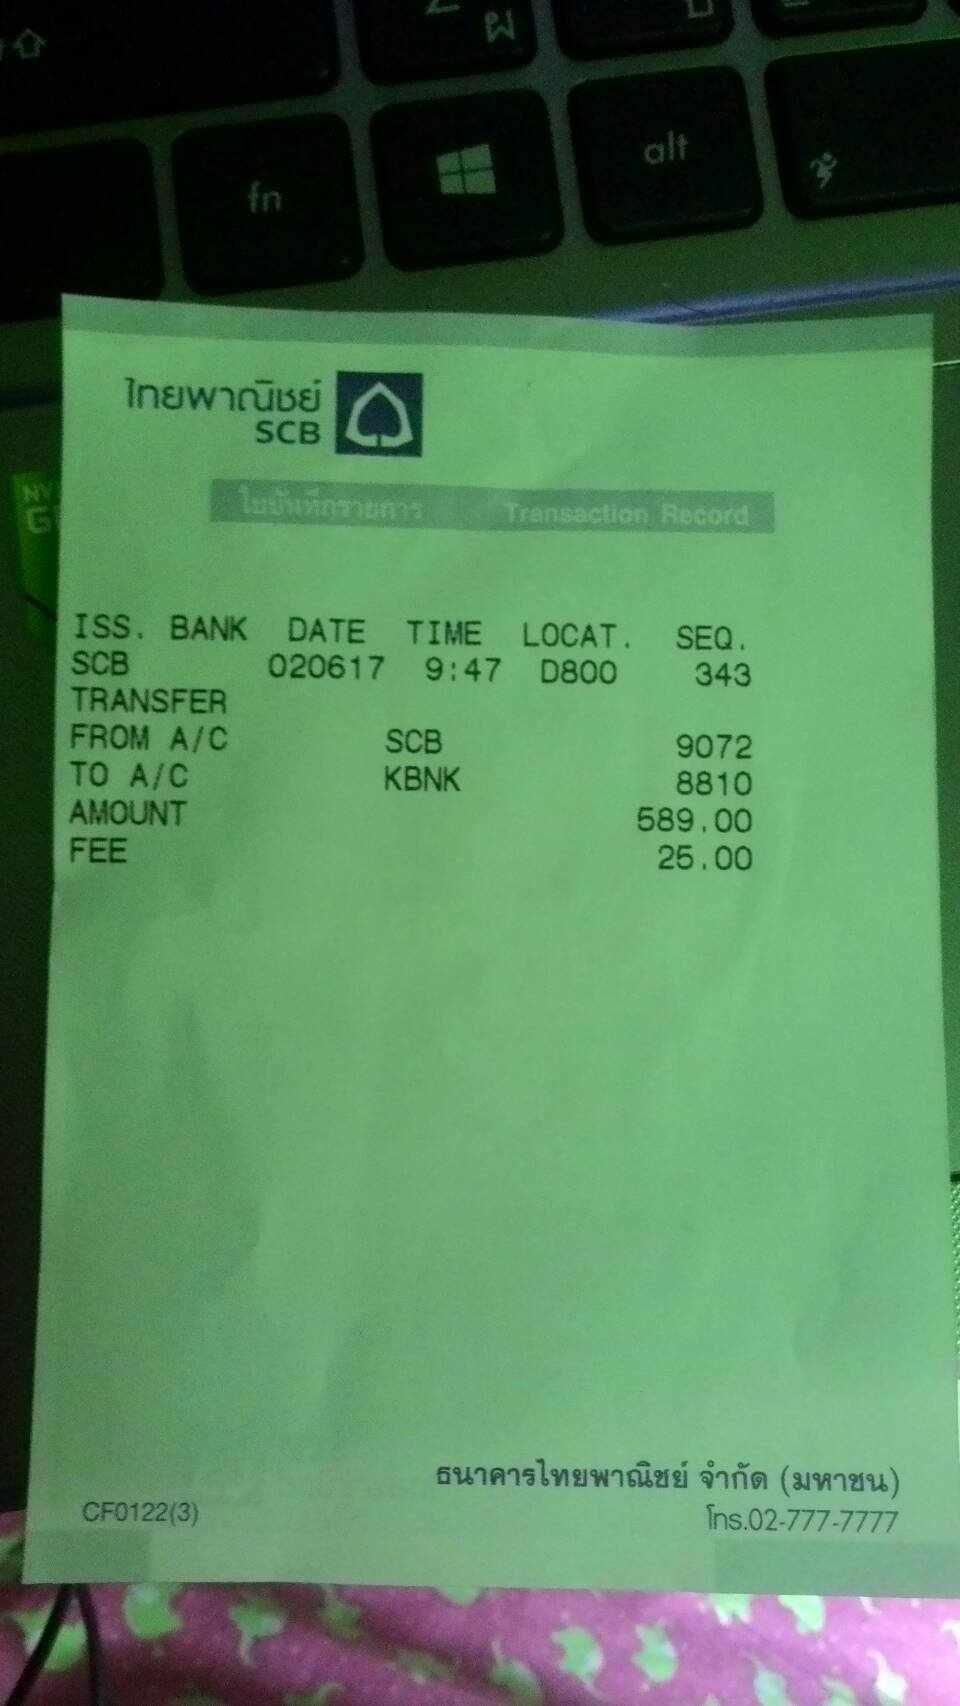 ผ
fn
alt
ไทยพาณิชย์
SCB
ใบบันทึกรายการ Transaction Record
NV
G
ISS. BANK DATE TIME LOCAT. SEQ.
SCB 020617 9:47 D800 343
TRANSFER
FROM A/C SCB 9072
TO A/C KBNK 8810
AMOUNT 589.00
FEE 25.00
ธนาคารไทยพาณิชย์ จำกัด (มหาชน)
CF0122(3) โทร.02-777-7777